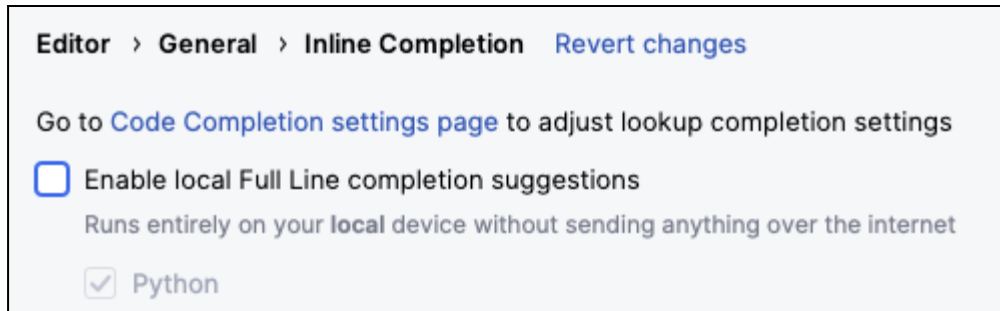 Editor > General > Inline Completion Revert changes
Go to Code Completion settings page to adjust lookup completion settings
Enable local Full Line completion suggestions
Runs entirely on your local device without sending anything over the internet
Python